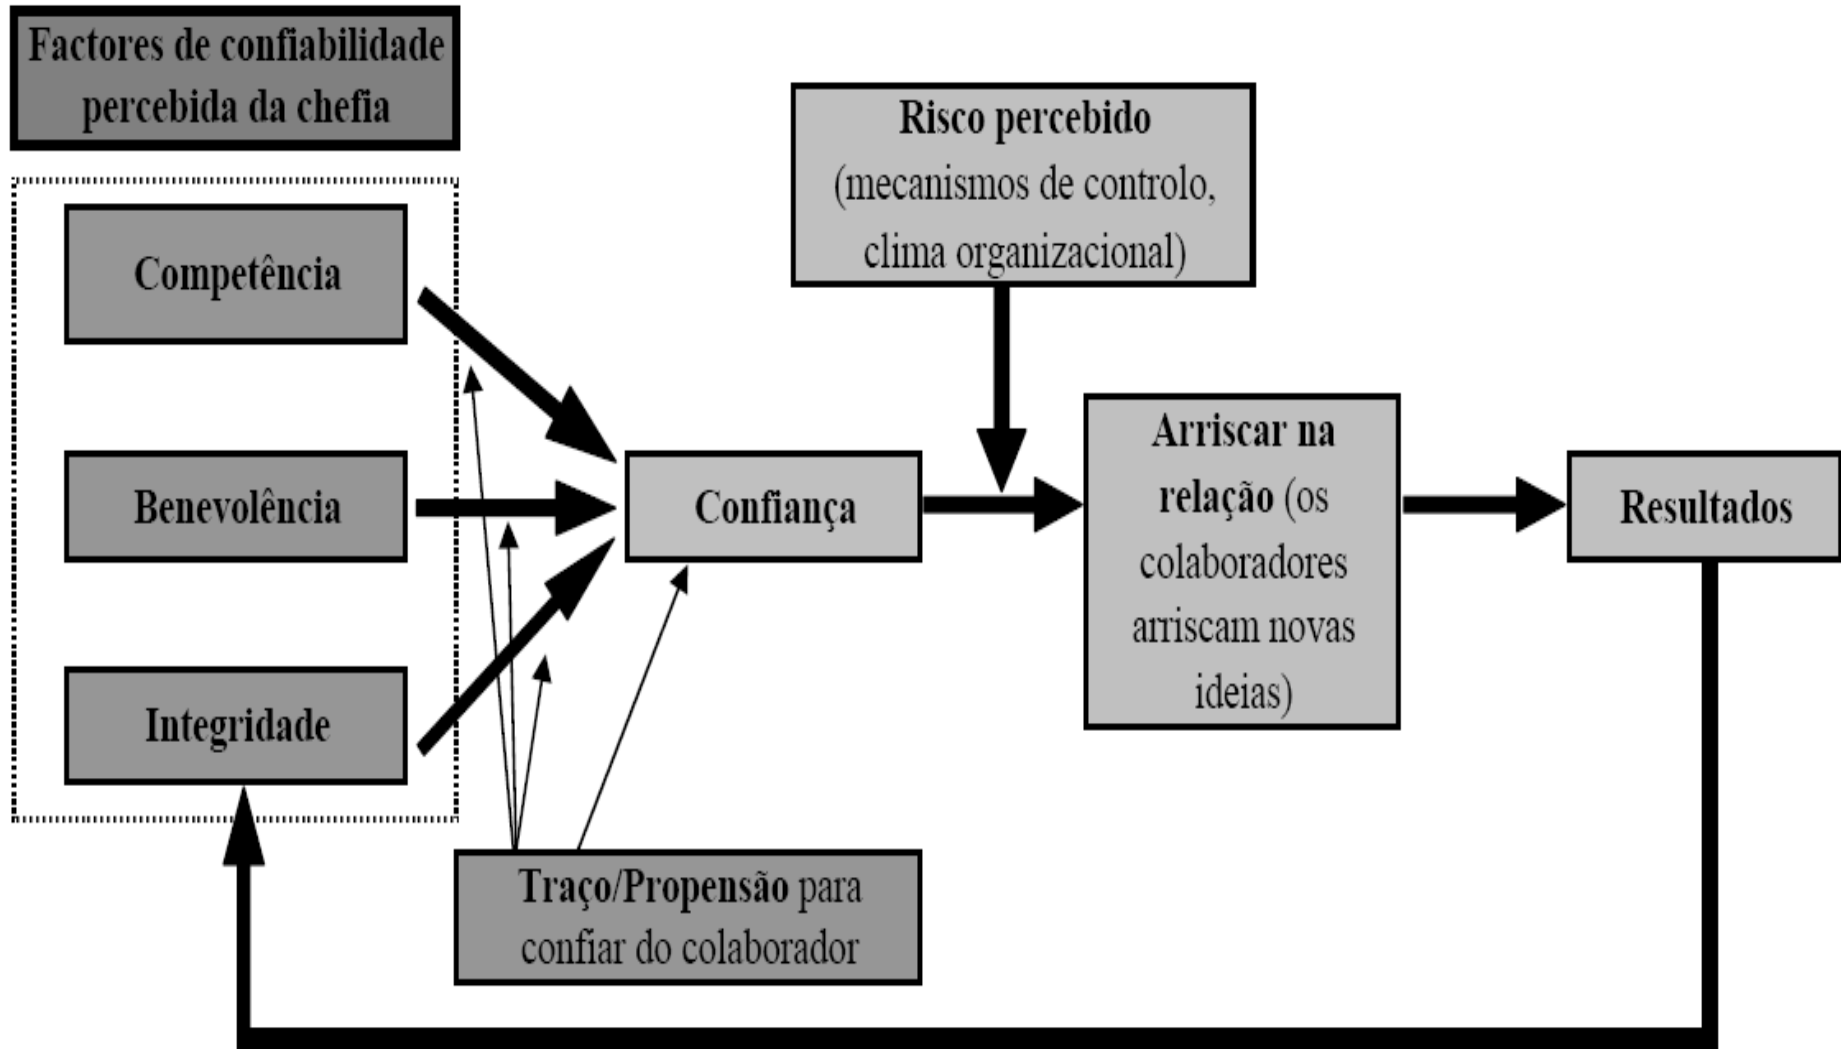 Factores de confiabilidade
percebida da chefia
Risco percebido
(mecanismos de controlo,
clima organizacional)
Competência
Benevolência
Integridade
Confiança
Arriscar na
relação (os
colaboradores
arriscam novas
ideias)
Resultados
Traço/Propensão para
confiar do colaborador